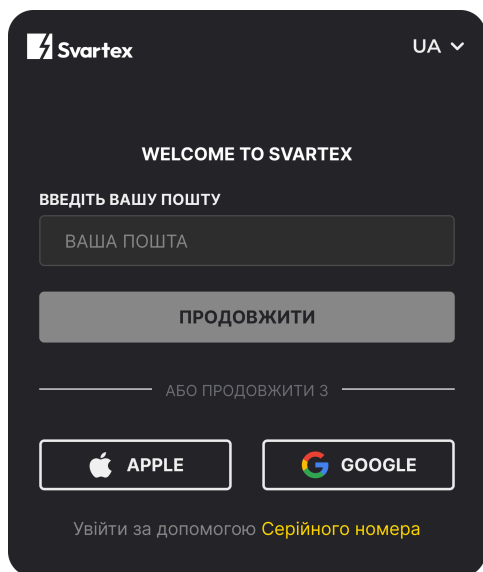 Svartex
UA
WELCOME TO SVARTEX
ВВЕДІТЬ ВАШУ ПОШТУ
ВАША ПОШТА
ПРОДОВЖИТИ
АБО ПРОДОВЖИТИ З
APPLE
GOOGLE
Увійти за допомогою Серійного номера